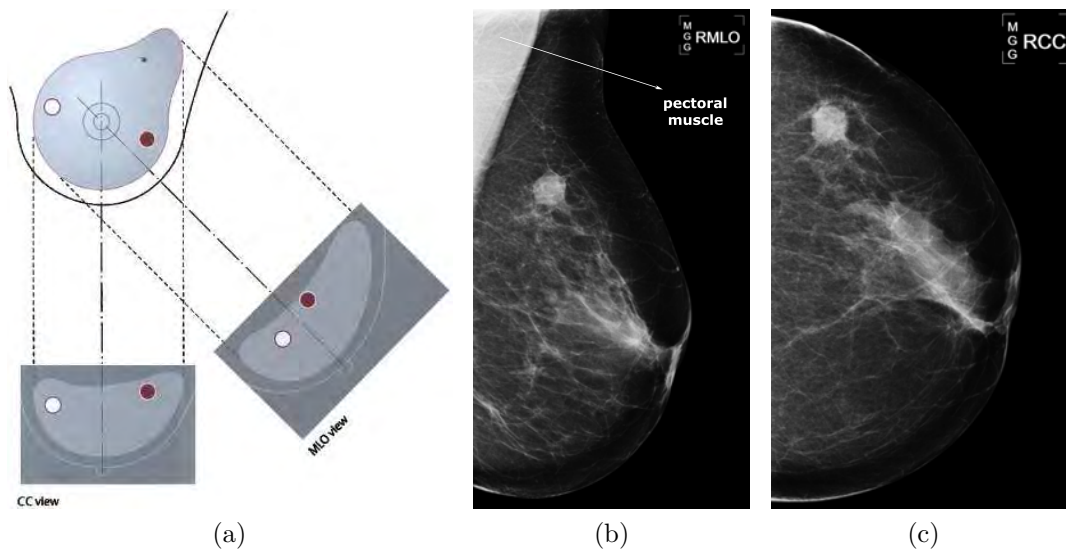 CC view
MLO view
M
G
G
RMLO
pectoral
muscle
M
G
G
RCC
(a)
(b)
(c)